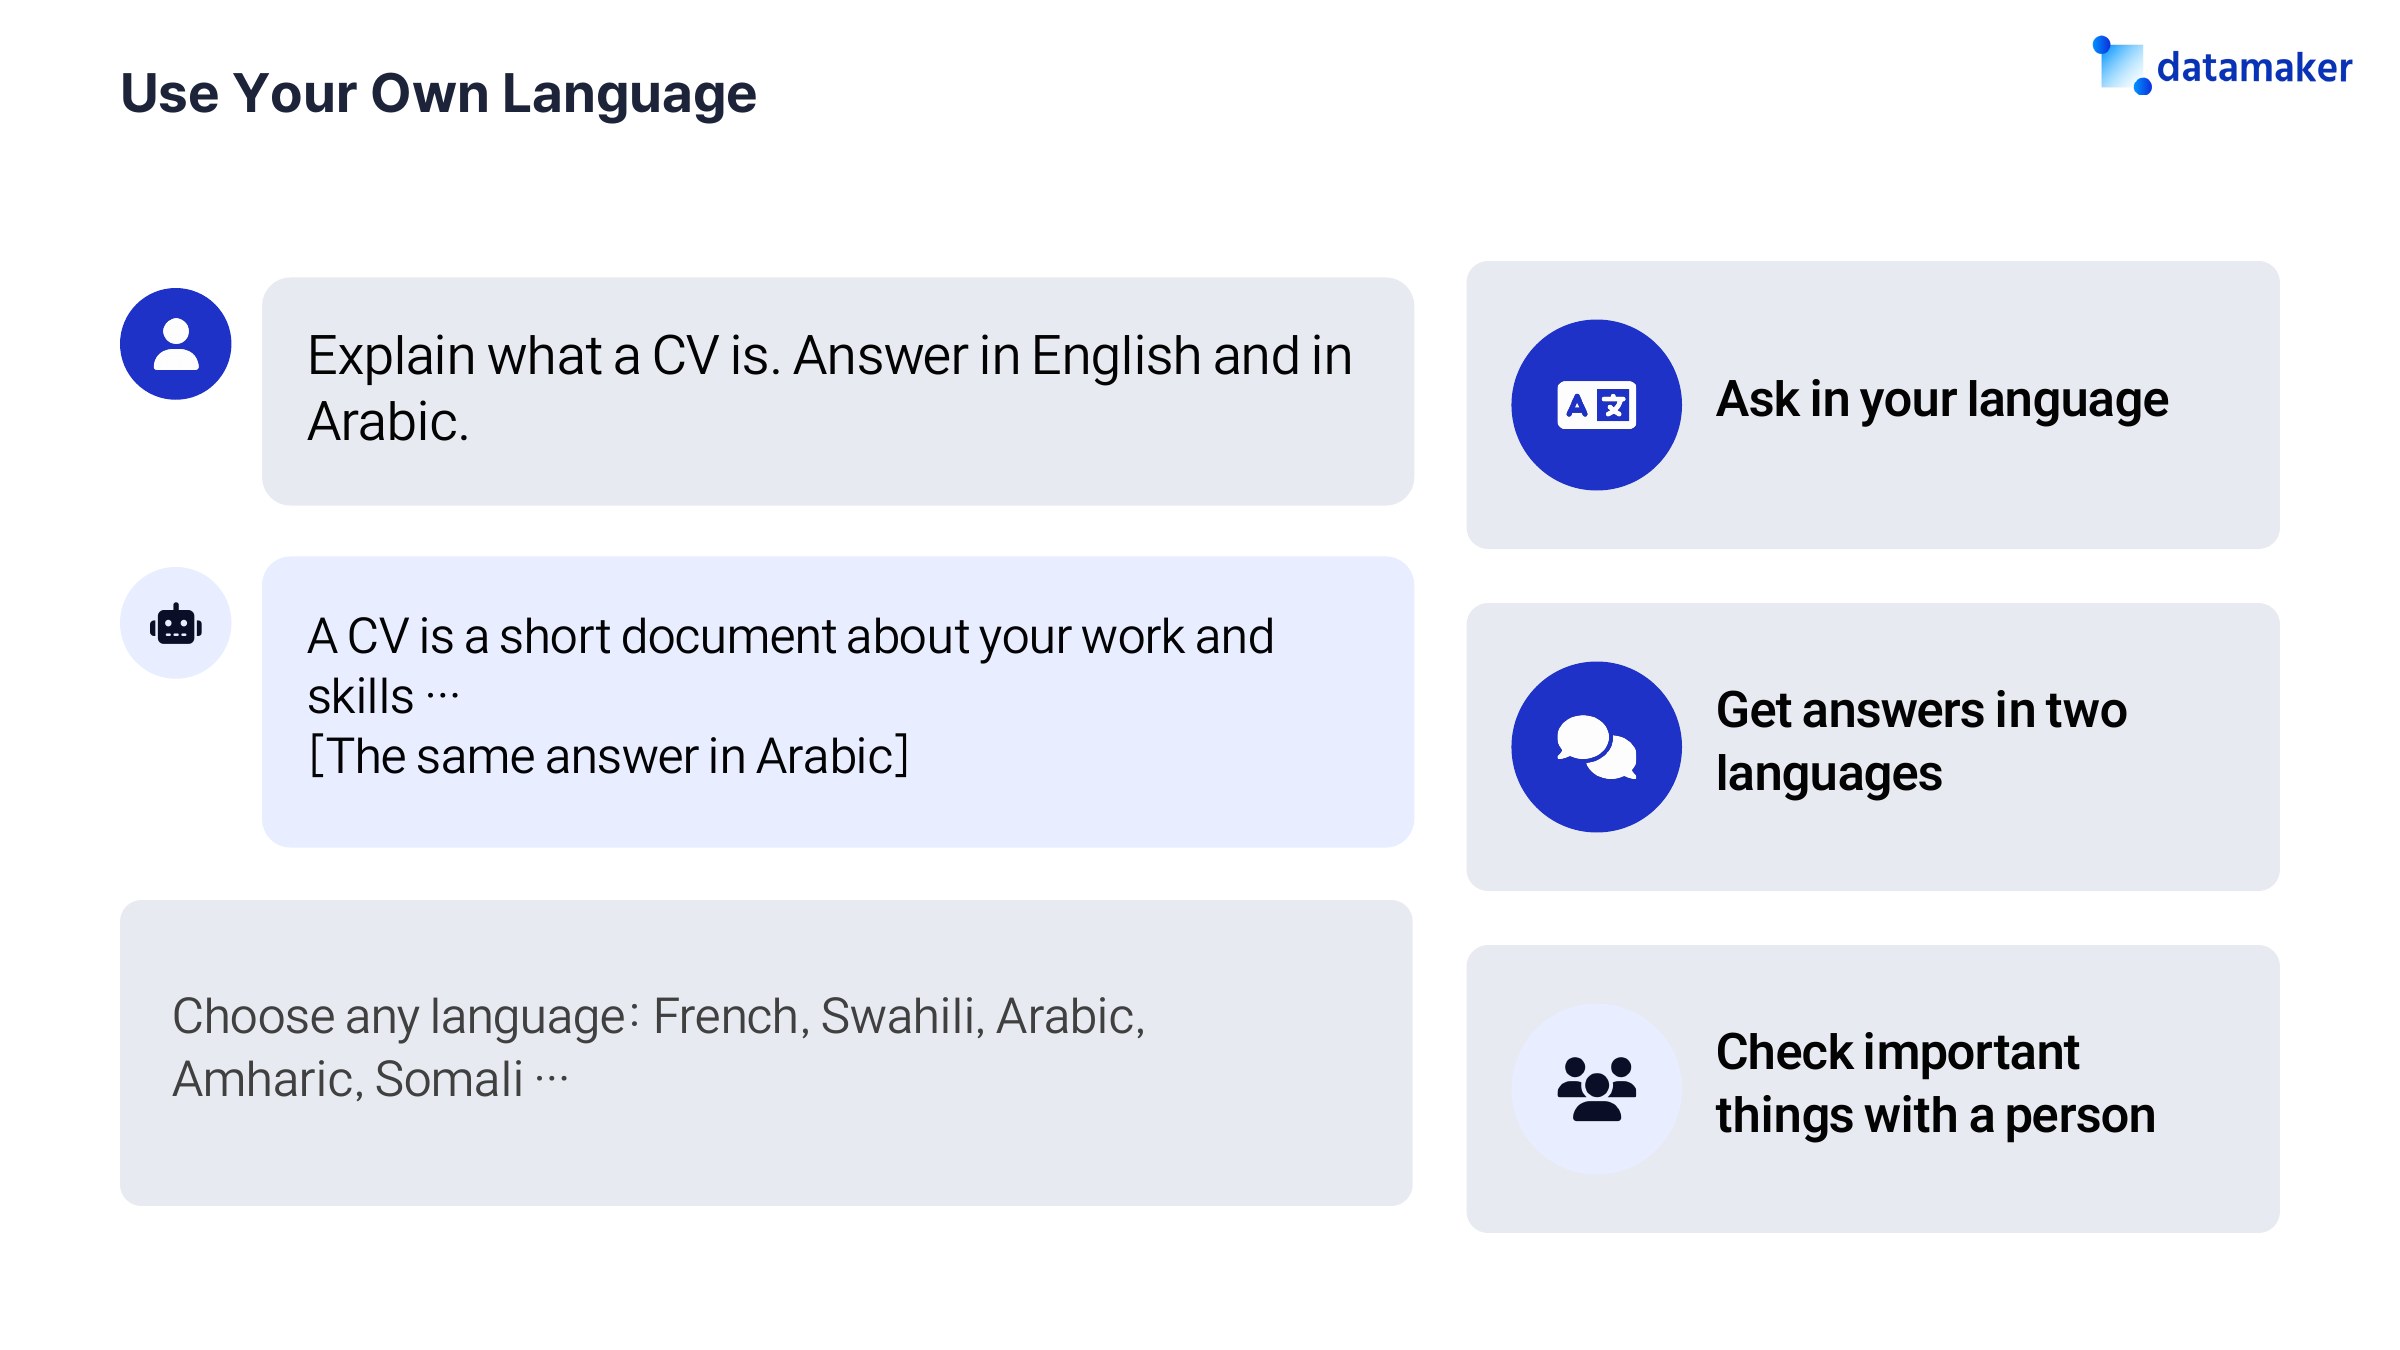 Use Your Own Language
datamaker
Explain what a CV is. Answer in English and in
Arabic.
A CV is a short document about your work and
skills ⋯
[The same answer in Arabic]
Choose any language: French, Swahili, Arabic,
Amharic, Somali ⋯
A 文
Ask in your language
Get answers in two
languages
Check important
things with a person